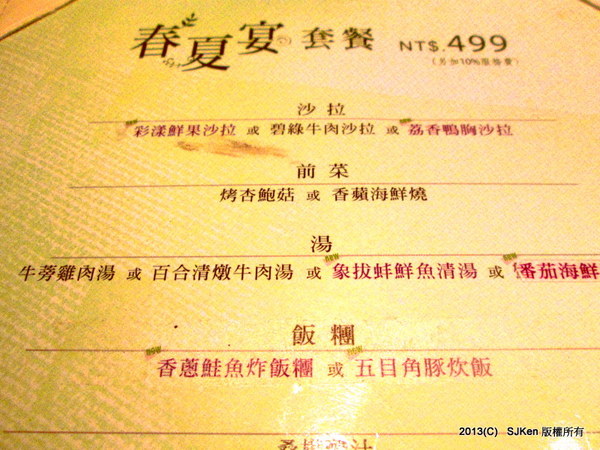 春夏宴 套餐 NT$.499
(另加10%服務費)
沙拉
new
彩漾鮮果沙拉 或 碧綠牛肉沙拉 或 荔香鴨胸沙拉
前菜
烤杏鮑菇 或 香蘋海鮮燒
湯
new new
牛蒡雞肉湯 或 百合清燉牛肉湯 或 象拔蚌鮮魚清湯 或 番茄海鮮
飯糰
new new
香蔥鮭魚炸飯糰 或 五目角豚炊飯
2013(C) SJKen 版權所有